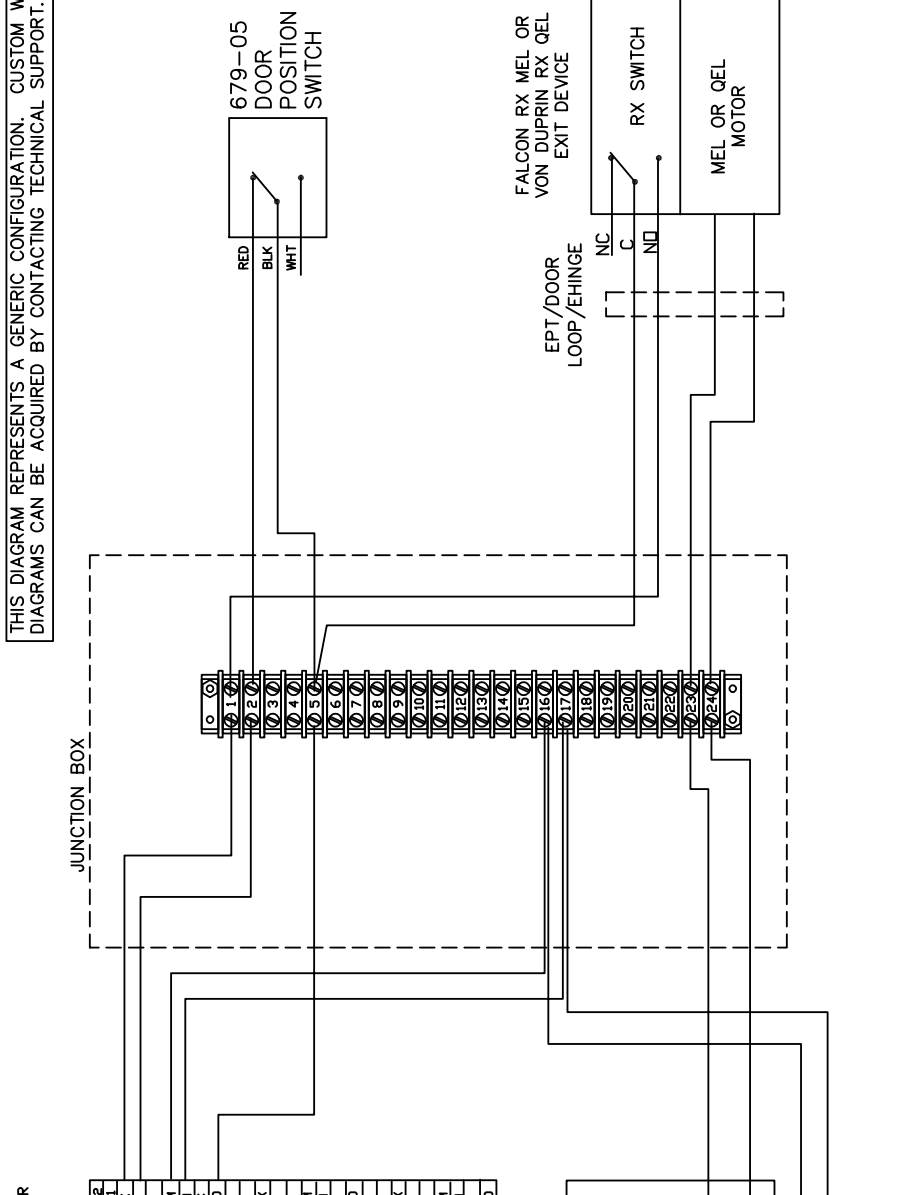 THIS DIAGRAM REPRESENTS A GENERIC CONFIGURATION. CUSTOM
DIAGRAMS CAN BE ACQUIRED BY CONTACTING TECHNICAL SUPPORT.
679-05
DOOR
POSITION
SWITCH
RED
BLK
WHT
FALCON RX MEL OR
VON DUPRIN RX QEL
EXIT DEVICE
RX SWITCH
MEL OR QEL
MOTOR
NC
C
NO
EPT/DOOR
LOOP/EHINGE
JUNCTION BOX
1
2
3
4
5
6
7
8
9
10
11
12
13
14
15
16
17
18
19
20
21
22
23
24